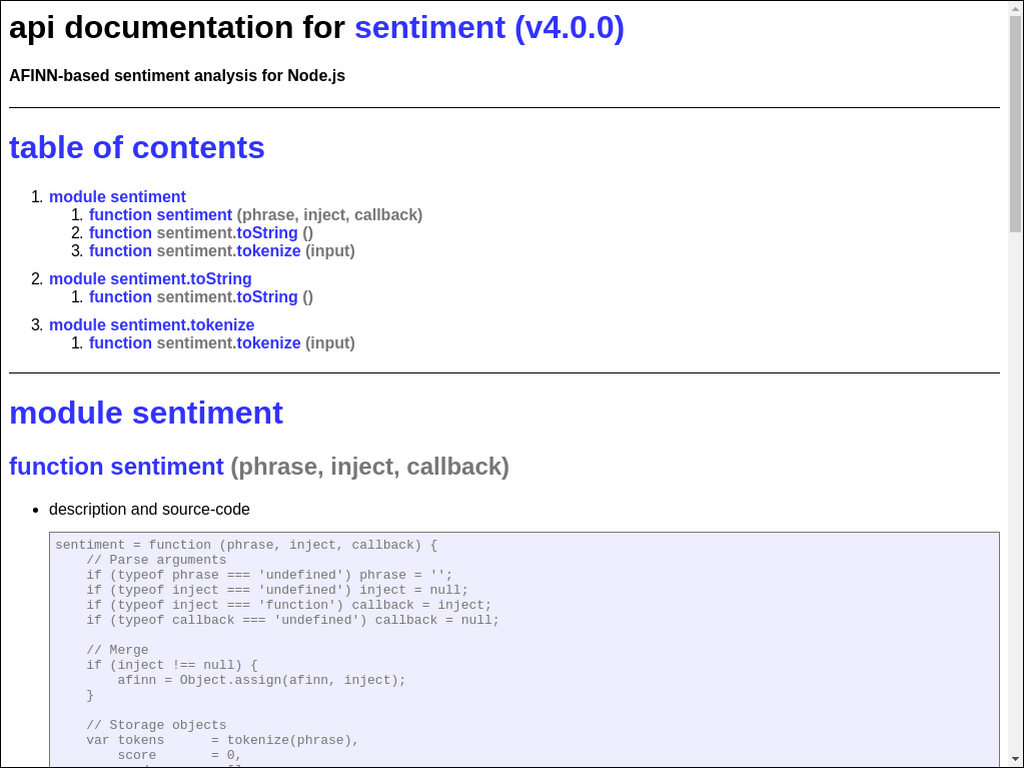 api documentation for sentiment (v4.0.0)
AFINN-based sentiment analysis for Node.js
table of contents
1. module sentiment
1. function sentiment (phrase, inject, callback)
2. function sentiment.toString ()
3. function sentiment.tokenize (input)
2. module sentiment.toString
1. function sentiment.toString ()
3. module sentiment.tokenize
1. function sentiment.tokenize (input)
module sentiment
function sentiment (phrase, inject, callback)
• description and source-code
sentiment = function (phrase, inject, callback) {
    // Parse arguments
    if (typeof phrase === 'undefined') phrase = '';
    if (typeof inject === 'undefined') inject = null;
    if (typeof inject === 'function') callback = inject;
    if (typeof callback === 'undefined') callback = null;
    // Merge
    if (inject !== null) {
        afinn = Object.assign(afinn, inject);
    }
    // Storage objects
    var tokens      = tokenize(phrase),
        score       = 0,